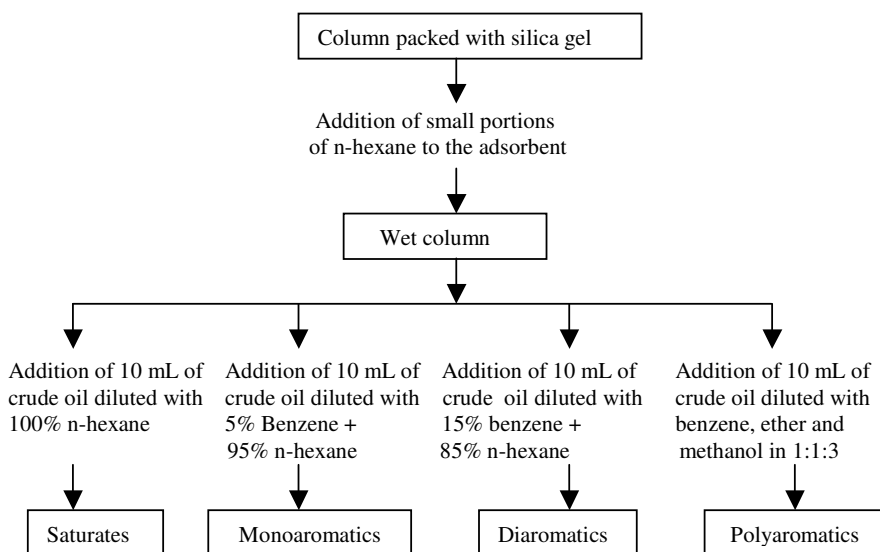 Column packed with silica gel
Addition of small portions
of n-hexane to the adsorbent
Wet column
Addition of 10 mL of
crude oil diluted with
100% n-hexane
Addition of 10 mL of
crude oil diluted with
5% Benzene +
95% n-hexane
Addition of 10 mL of
crude oil diluted with
15% benzene +
85% n-hexane
Addition of 10 mL of
crude oil diluted with
benzene, ether and
methanol in 1:1:3
Saturates
Monoaromatics
Diaromatics
Polyaromatics